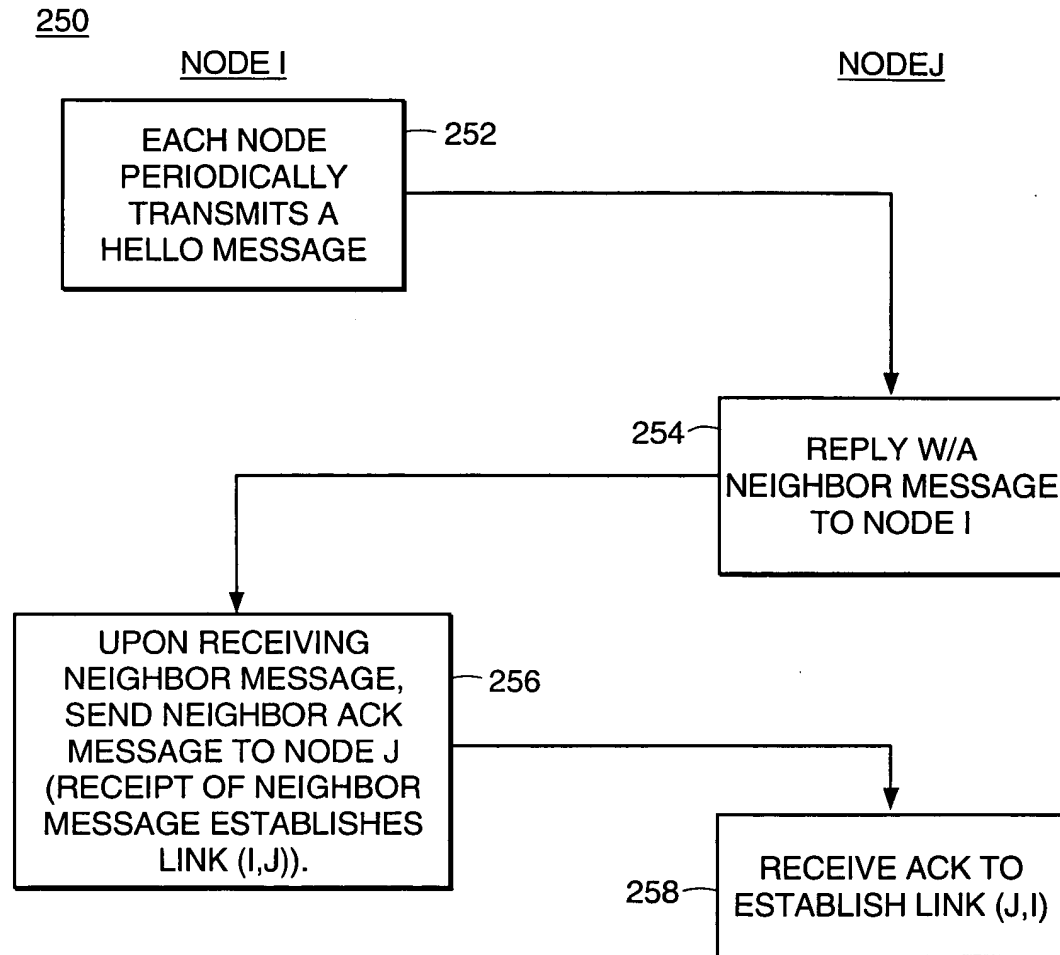 250
NODE I
NODEJ
EACH NODE
PERIODICALLY
TRANSMITS A
HELLO MESSAGE
252
254
REPLY W/A
NEIGHBOR MESSAGE
TO NODE I
UPON RECEIVING
NEIGHBOR MESSAGE,
SEND NEIGHBOR ACK
MESSAGE TO NODE J
(RECEIPT OF NEIGHBOR
MESSAGE ESTABLISHES
LINK (I,J)).
256
258
RECEIVE ACK TO
ESTABLISH LINK (J,I)